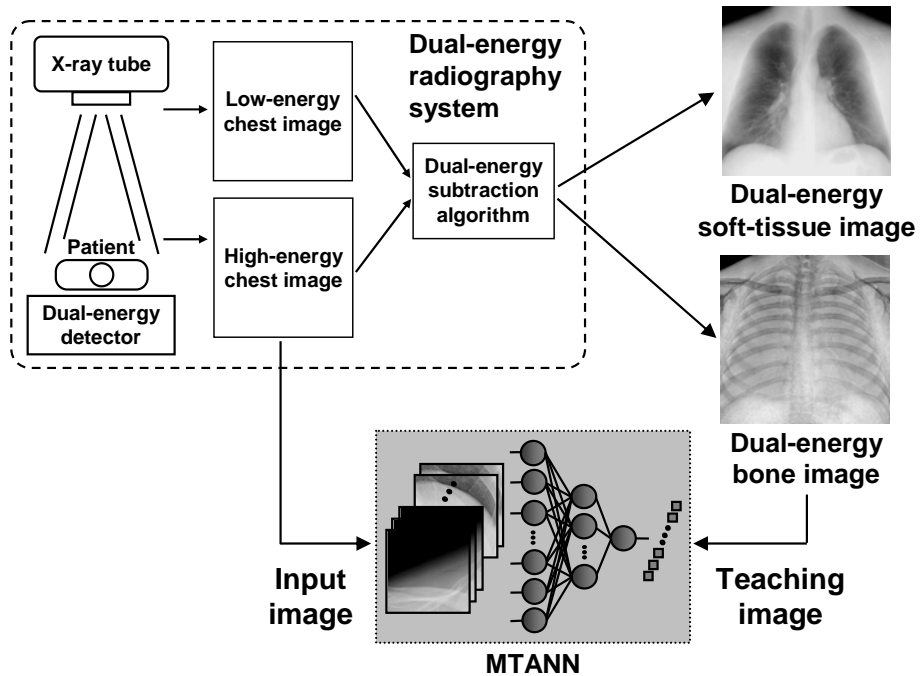 X-ray tube
Patient
Dual-energy
detector
Low-energy
chest image
High-energy
chest image
Dual-energy
radiography
system
Dual-energy
subtraction
algorithm
Dual-energy
soft-tissue image
Dual-energy
bone image
Input
image
Teaching
image
MTANN